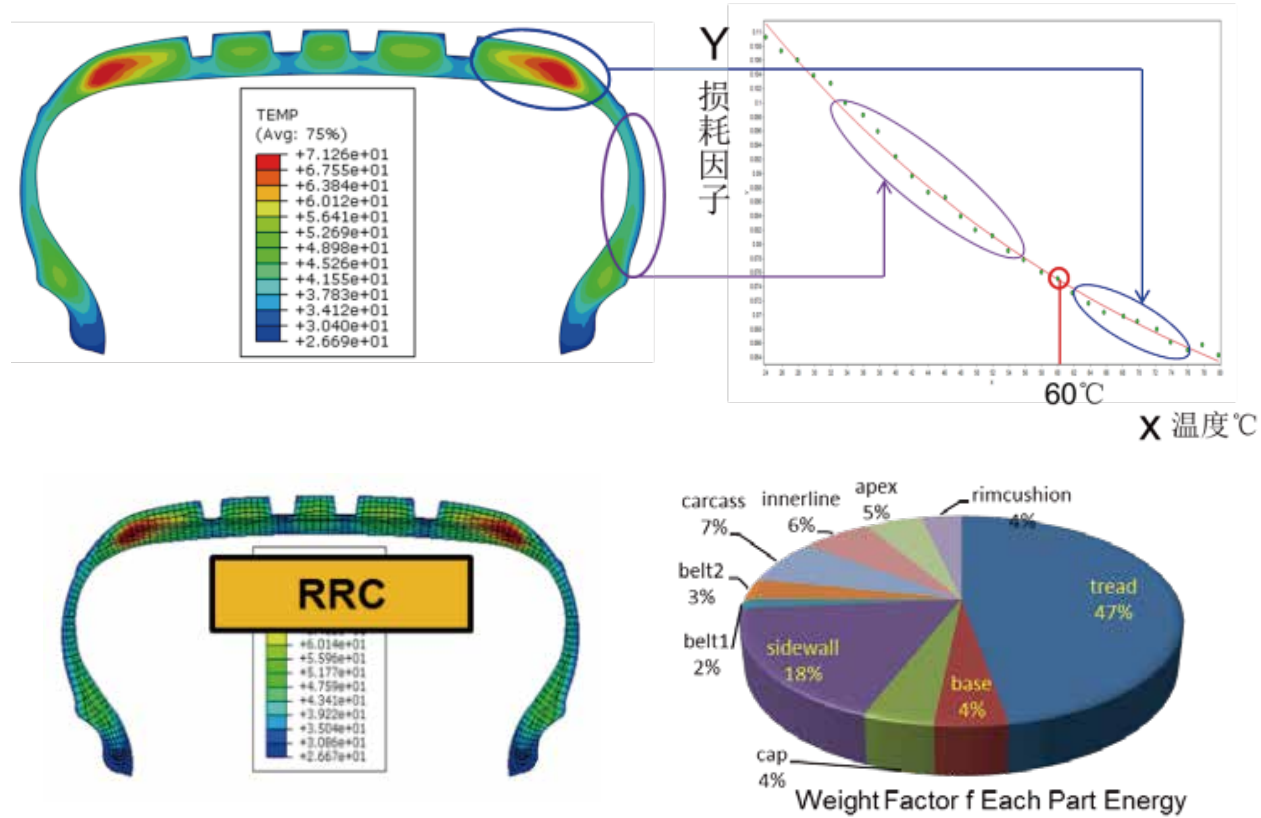 TEMP
(Avg: 75%)
+7.126e+01
+6.755e+01
+6.384e+01
+6.012e+01
+5.641e+01
+5.269e+01
+4.898e+01
+4.526e+01
+4.155e+01
+3.783e+01
+3.412e+01
+3.040e+01
+2.669e+01
Y
损耗因子
60℃
X 温度℃
RRC
+6.014e+01
+5.596e+01
+5.177e+01
+4.759e+01
+4.341e+01
+3.922e+01
+3.504e+01
+3.086e+01
+2.667e+01
carcass
7%
innerline
6%
apex
5%
rimcushion
4%
belt2
3%
belt1
2%
sidewall
18%
tread
47%
base
4%
cap
4%
Weight Factor f Each Part Energy